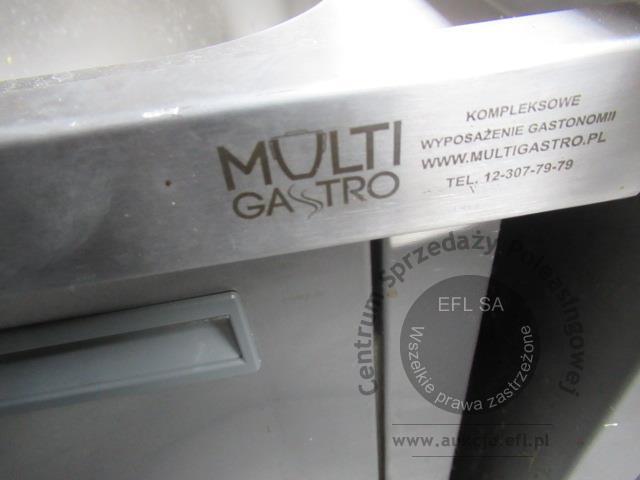 MULTI
GASTRO
KOMPLEKSOWE
WYPOSAŻENIE GASTONOMII
WWW.MULTIGASTRO.PL
TEL. 12-307-79-79
Centrum Sprzedaży Poleasingowej
EFL SA
Wszelkie prawa zastrzeżone
www.aukcje.efl.pl